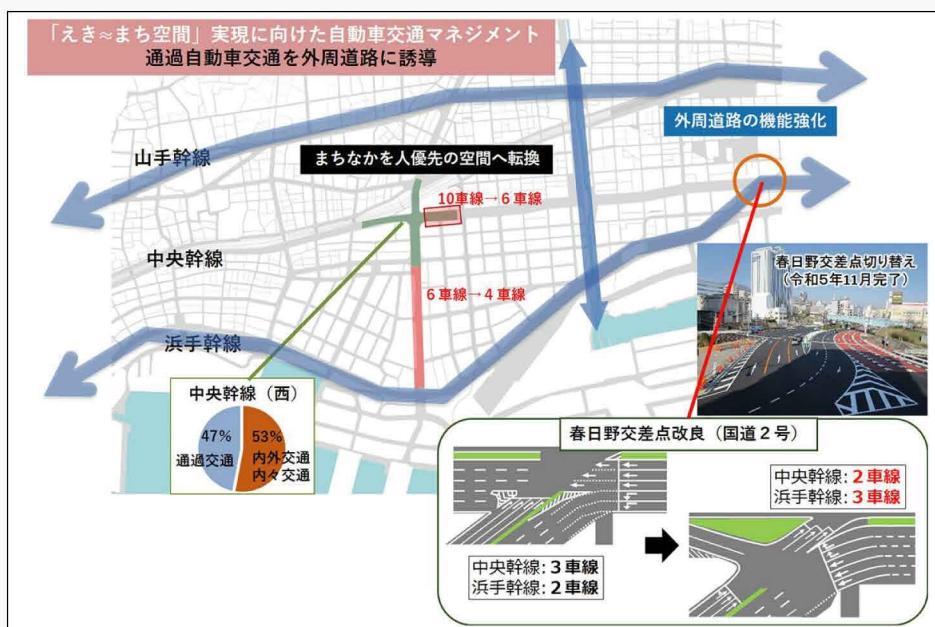 「えき≈まち空間」実現に向けた自動車交通マネジメント
通過自動車交通を外周道路に誘導
外周道路の機能強化
山手幹線
まちなかを人優先の空間へ転換
10車線→6車線
中央幹線
春日野交差点切り替え
(令和5年11月完了)
6車線→4車線
浜手幹線
中央幹線（西）
47%
通過交通
53%
内外交通
内々交通
春日野交差点改良（国道２号）
中央幹線：２車線
浜手幹線：３車線
中央幹線：３車線
浜手幹線：２車線